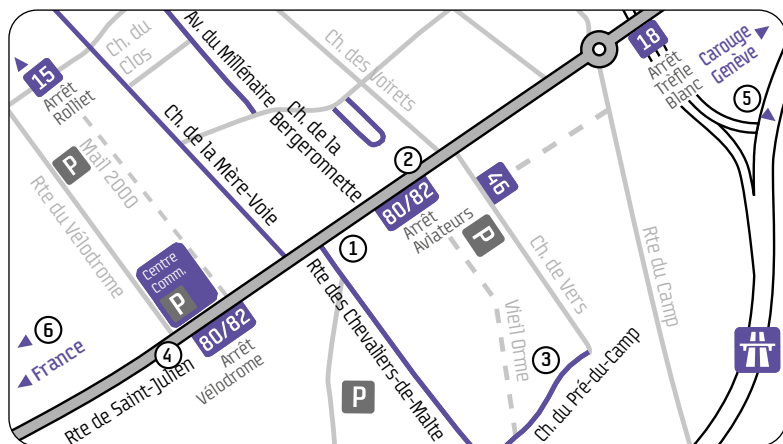 Ch. du
Clos
Av. du Millénaire
Ch. des Voirets
18
Arrêt
Trèfle
Blanc
Carouge
Genève
5
15
Arrêt
Rolliet
Mail 2000
P
Rte du Vélodrome
Ch. de la Mère-Voie
Ch. de la
Bergeronnette
2
80/82
Arrêt
Aviateurs
46
P
1
Centre
Comm.
P
80/82
Arrêt
Vélodrome
4
6
France
Rte de Saint-Julien
Rte des Chevaliers-de-Malte
P
Vieil Orme
3
Ch. de Vers
Ch. du Pré-du-Camp
Rte du Camp